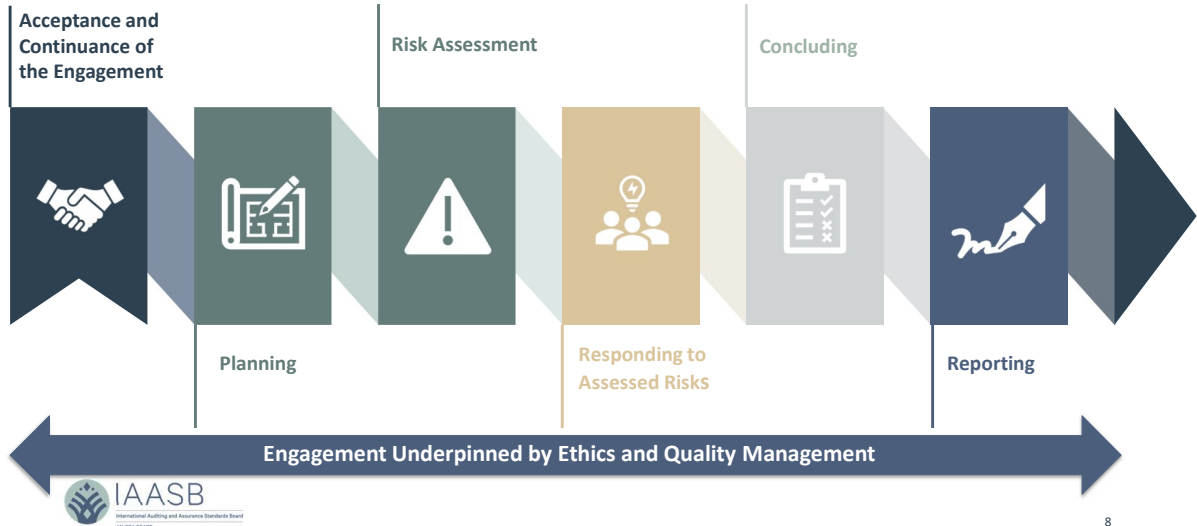 Acceptance and
Continuance of
the Engagement
Risk Assessment
Concluding
Planning
Responding to
Assessed Risks
Reporting
Engagement Underpinned by Ethics and Quality Management
IAASB
International Auditing and Assurance Standards Board
8